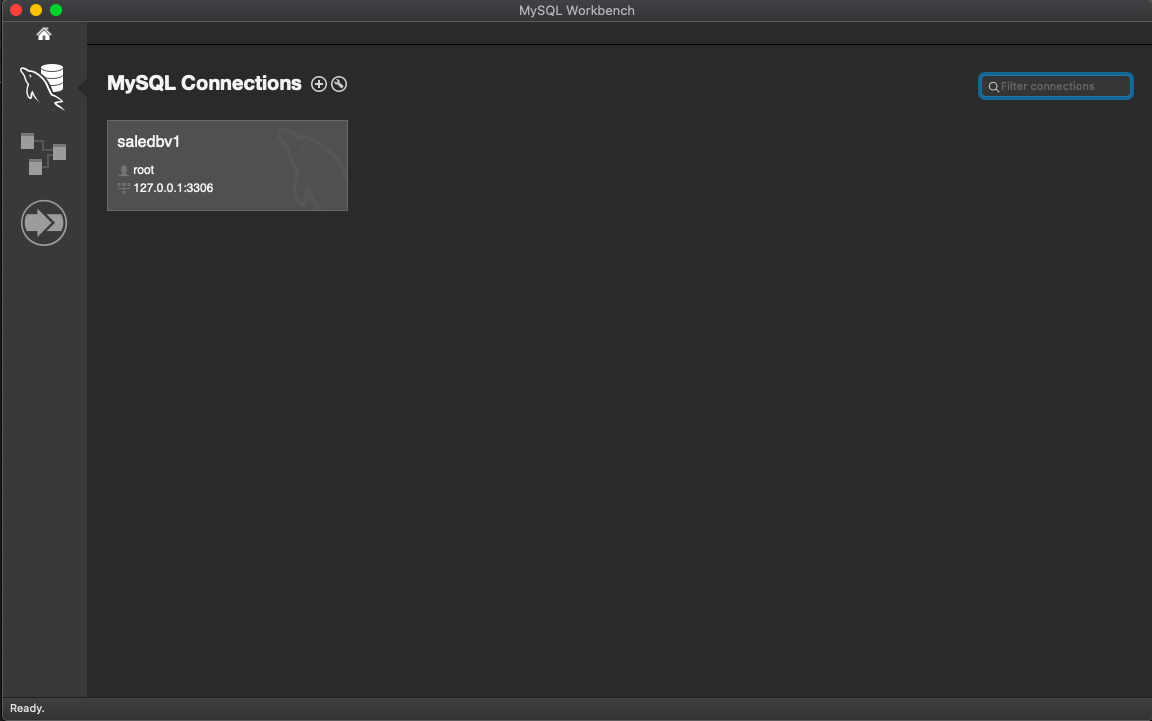 MySQL Workbench
MySQL Connections
Filter connections
saledbv1
root
127.0.0.1:3306
Ready.